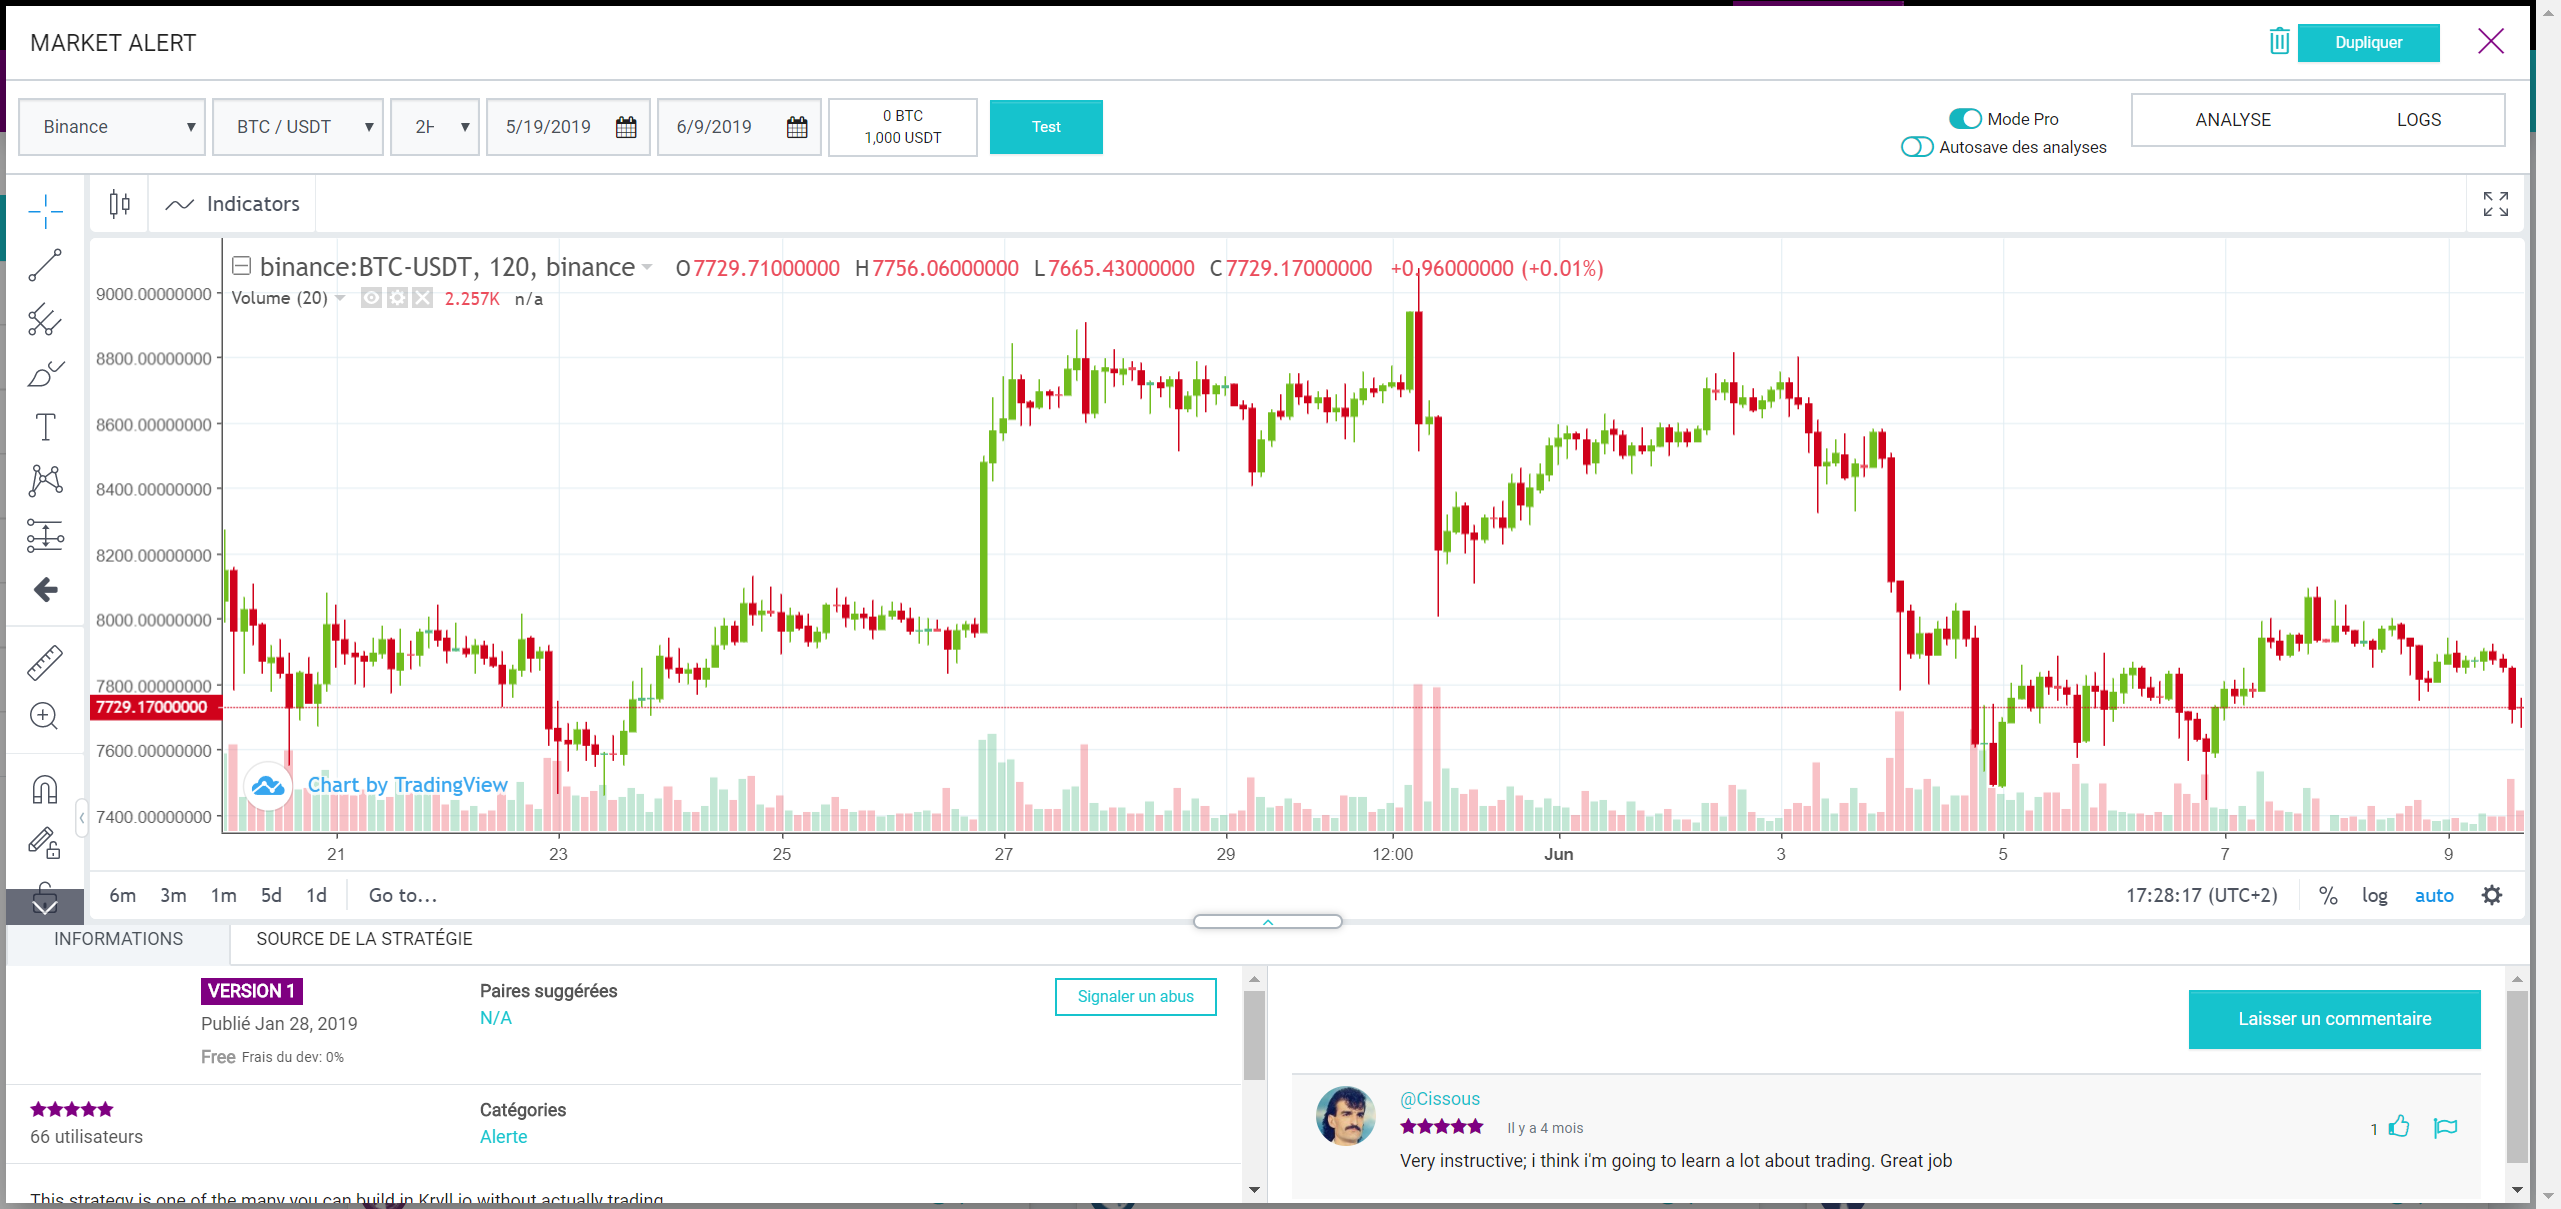 MARKET ALERT
Dupliquer
Binance
BTC / USDT
2H
5/19/2019
6/9/2019
0 BTC
1,000 USDT
Test
Mode Pro
Autosave des analyses
ANALYSE
LOGS
Indicators
binance:BTC-USDT, 120, binance O7729.71000000 H7756.06000000 L7665.43000000 C7729.17000000 +0.96000000 (+0.01%)
Volume (20) 2.257K n/a
9000.00000000
8800.00000000
8600.00000000
8400.00000000
8200.00000000
8000.00000000
7800.00000000
7729.17000000
7600.00000000
7400.00000000
Chart by TradingView
21 23 25 27 29 12:00 Jun 3 5 7 9
6m 3m 1m 5d 1d Go to...
17:28:17 (UTC+2) % log auto
INFORMATIONS
SOURCE DE LA STRATÉGIE
VERSION 1
Publié Jan 28, 2019
Free Frais du dev: 0%
Paires suggérées
N/A
Signaler un abus
66 utilisateurs
Catégories
Alerte
This strategy is one of the many you can build in Kryll.io without actually trading
Laisser un commentaire
@Cissous
Il y a 4 mois
1
Very instructive; i think i'm going to learn a lot about trading. Great job